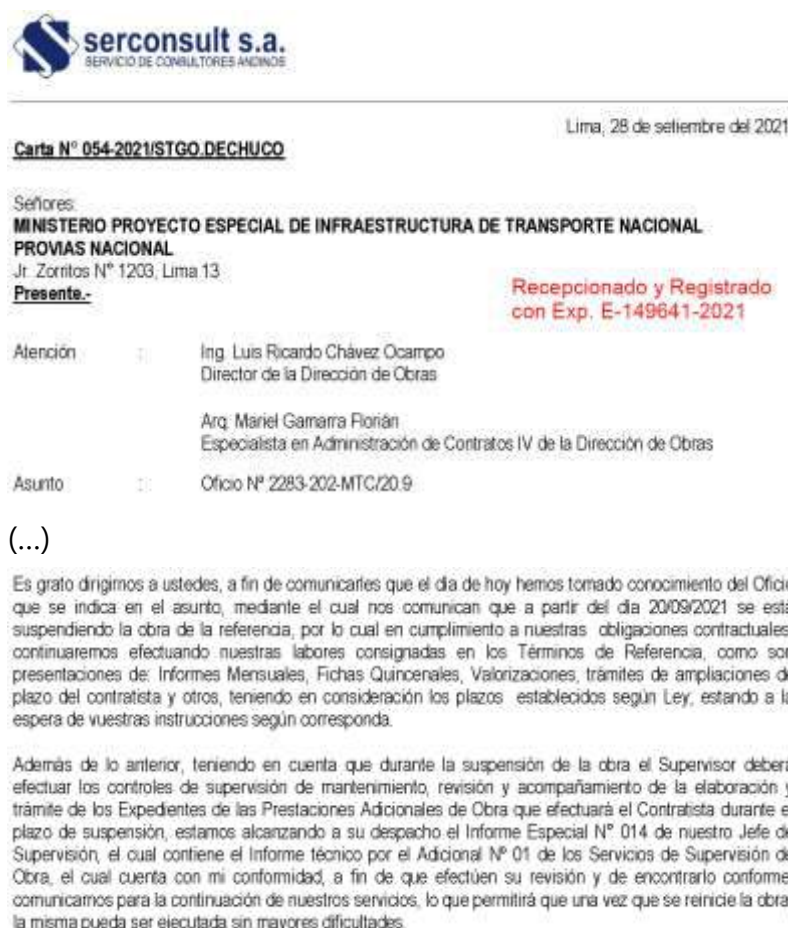 serconsult s.a.
SERVICIO DE CONSULTORES ANDINOS
Lima, 28 de setiembre del 2021
Carta N° 054-2021/STGO.DECHUCO
Señores:
MINISTERIO PROYECTO ESPECIAL DE INFRAESTRUCTURA DE TRANSPORTE NACIONAL
PROVIAS NACIONAL
Jr. Zorritos N° 1203, Lima 13
Presente.-
Recepcionado y Registrado
con Exp. E-149641-2021
Atención : Ing. Luis Ricardo Chávez Ocampo
Director de la Dirección de Obras
Arq. Mariel Gamarra Florián
Especialista en Administración de Contratos IV de la Dirección de Obras
Asunto : Oficio Nº 2283-202-MTC/20.9
(...)
Es grato dirigirnos a ustedes, a fin de comunicarles que el día de hoy hemos tomado conocimiento del Oficio
que se indica en el asunto, mediante el cual nos comunican que a partir del día 20/09/2021 se está
suspendiendo la obra de la referencia, por lo cual en cumplimiento a nuestras obligaciones contractuales
continuaremos efectuando nuestras labores consignadas en los Términos de Referencia, como son
presentaciones de: Informes Mensuales, Fichas Quincenales, Valorizaciones, trámites de ampliaciones de
plazo del contratista y otros, teniendo en consideración los plazos establecidos según Ley, estando a la
espera de vuestras instrucciones según corresponda.
Además de lo anterior, teniendo en cuenta que durante la suspensión de la obra el Supervisor deberá
efectuar los controles de supervisión de mantenimiento, revisión y acompañamiento de la elaboración y
trámite de los Expedientes de las Prestaciones Adicionales de Obra que efectuará el Contratista durante el
plazo de suspensión, estamos alcanzando a su despacho el Informe Especial N° 014 de nuestro Jefe de
Supervisión, el cual contiene el Informe técnico por el Adicional Nº 01 de los Servicios de Supervisión de
Obra, el cual cuenta con mi conformidad, a fin de que efectúen su revisión y de encontrarlo conforme,
comunicarnos para la continuación de nuestros servicios, lo que permitirá que una vez que se reinicie la obra,
la misma pueda ser ejecutada sin mayores dificultades.